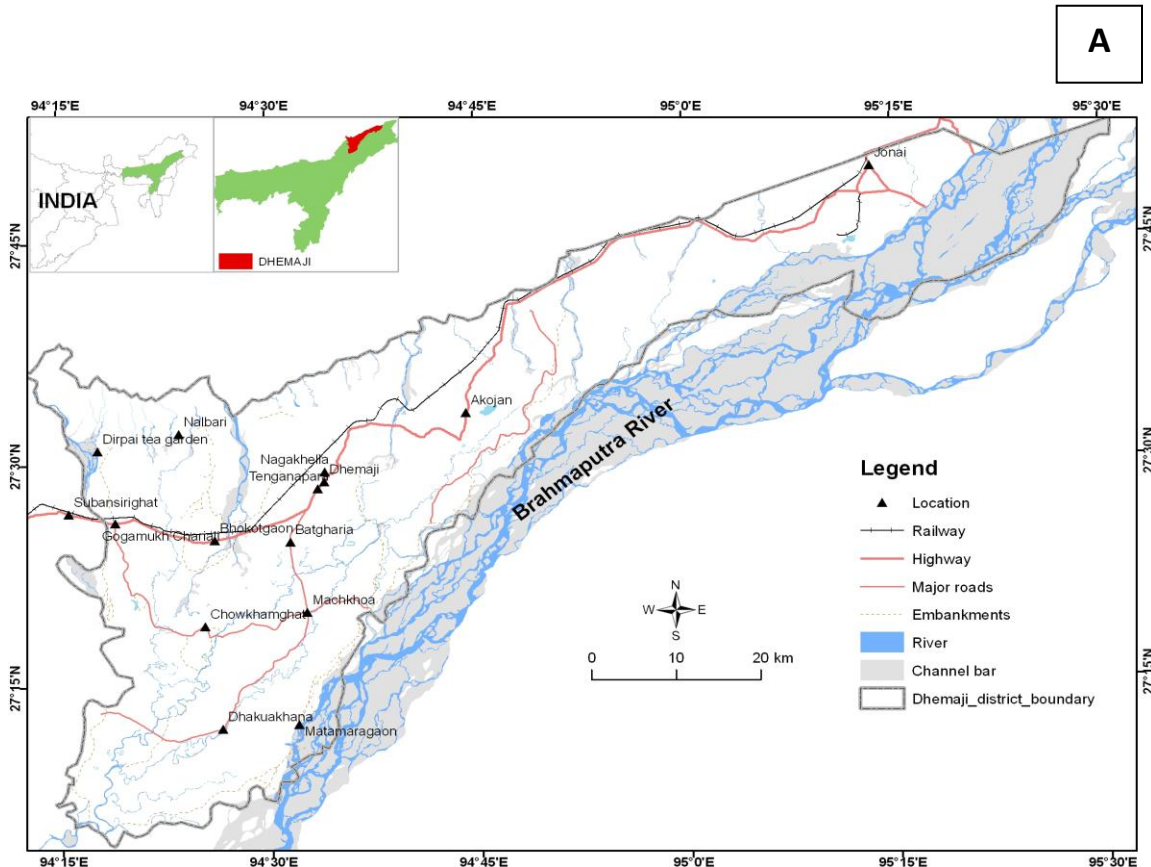 A
94°15'E
94°30'E
94°45'E
95°0'E
95°15'E
95°30'E
INDIA
DHEMAJI
27°45'N
27°30'N
27°15'N
27°45'N
27°30'N
27°15'N
Jonai
Akojan
Nalbari
Dirpai tea garden
Nagakhella
Dhemaji
Tenganapara
Subansirighat
Gogamukh Chariali
Bhokotgaon
Batgharia
Machkhoa
Chowkhamghat
Dhakuakhana
Matamaragaon
Brahmaputra River
N
W
E
S
0
10
20 km
Legend
Location
Railway
Highway
Major roads
Embankments
River
Channel bar
Dhemaji_district_boundary
94°15'E
94°30'E
94°45'E
95°0'E
95°15'E
95°30'E